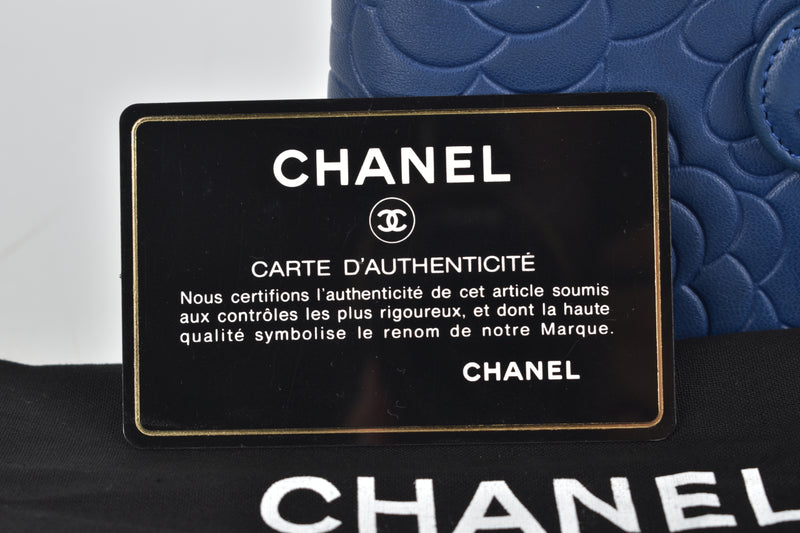 CHANEL
CARTE D'AUTHENTICITÉ
Nous certifions l'authenticité de cet article soumis
aux contrôles les plus rigoureux, et dont la haute
qualité symbolise le renom de notre Marque.
CHANEL
CHANEL